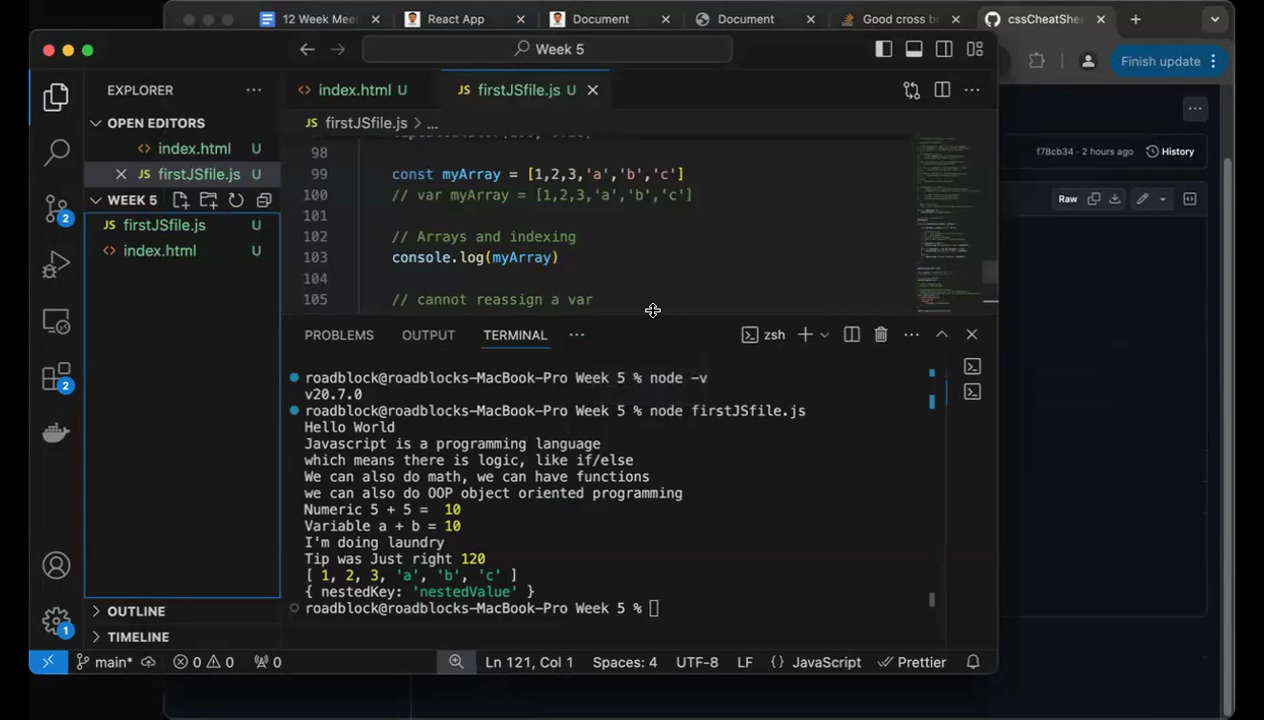 12 Week Mee
React App
Document
Document
Good cross b
cssCheatShe
Week 5
Finish update
EXPLORER
index.html U
firstJSfile.js U
OPEN EDITORS
firstJSfile.js > ...
index.html U
98
f78cb34 · 2 hours ago
History
firstJSfile.js U
99 const myArray = [1,2,3,'a','b','c']
WEEK 5
100 // var myArray = [1,2,3,'a','b','c']
Raw
2
firstJSfile.js U
101
index.html U
102 // Arrays and indexing
103 console.log(myArray)
104
105 // cannot reassign a var
PROBLEMS
OUTPUT
TERMINAL
zsh
2
roadblock@roadblocks-MacBook-Pro Week 5 % node -v
v20.7.0
roadblock@roadblocks-MacBook-Pro Week 5 % node firstJSfile.js
Hello World
Javascript is a programming language
which means there is logic, like if/else
We can also do math, we can have functions
we can also do OOP object oriented programming
Numeric 5 + 5 =  10
Variable a + b = 10
I'm doing laundry
Tip was Just right 120
[ 1, 2, 3, 'a', 'b', 'c' ]
{ nestedKey: 'nestedValue' }
roadblock@roadblocks-MacBook-Pro Week 5 %
OUTLINE
1
TIMELINE
main*
0
0
0
Ln 121, Col 1
Spaces: 4
UTF-8
LF
{} JavaScript
Prettier